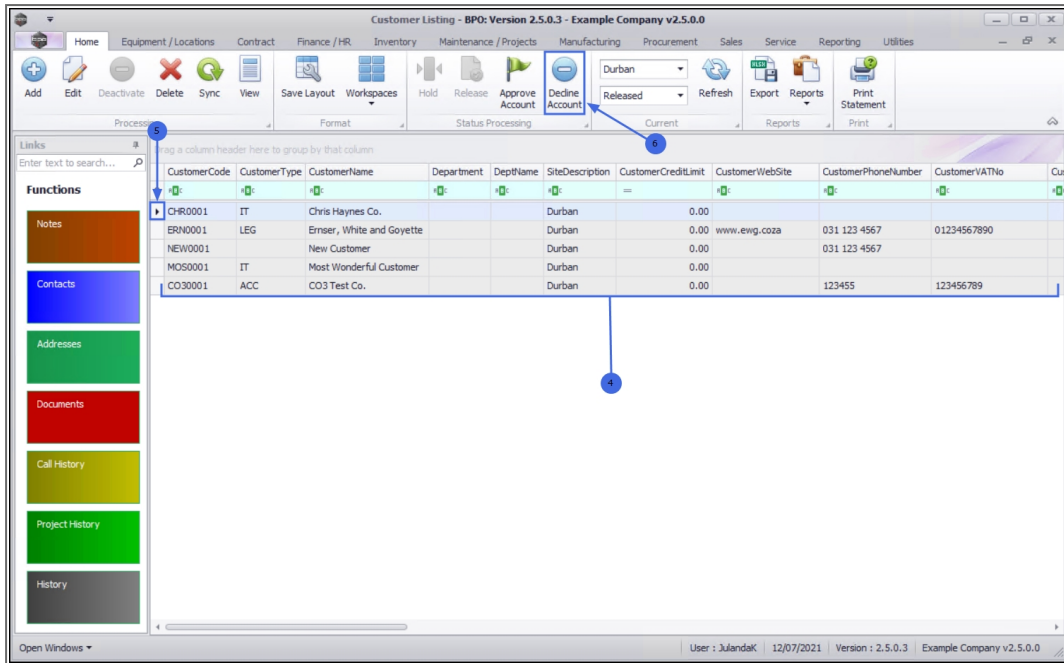 Customer Listing - BPO: Version 2.5.0.3 - Example Company v2.5.0.0
Home Equipment / Locations Contract Finance / HR Inventory Maintenance / Projects Manufacturing Procurement Sales Service Reporting Utilities
Add Edit Deactivate Delete Sync View Save Layout Workspaces Hold Release Approve Account Decline Account Durban Released Refresh Export Reports Print Statement
Format Status Processing Current Reports Print
5
6
Links
Enter text to search...
drag a column header here to group by that column
CustomerCode CustomerType CustomerName Department DeptName SiteDescription CustomerCreditLimit CustomerWebSite CustomerPhoneNumber CustomerVATNo
=
CHR0001 IT Chris Haynes Co. Durban 0.00
ERN0001 LEG Ernser, White and Goyette Durban 0.00 www.ewg.coza 031 123 4567 01234567890
NEW0001 New Customer Durban 0.00 031 123 4567
MOS0001 IT Most Wonderful Customer Durban 0.00
CO30001 ACC CO3 Test Co. Durban 0.00 123455 123456789
4
Functions
Notes
Contacts
Addresses
Documents
Call History
Project History
History
Open Windows
User : JulandaK 12/07/2021 Version : 2.5.0.3 Example Company v2.5.0.0